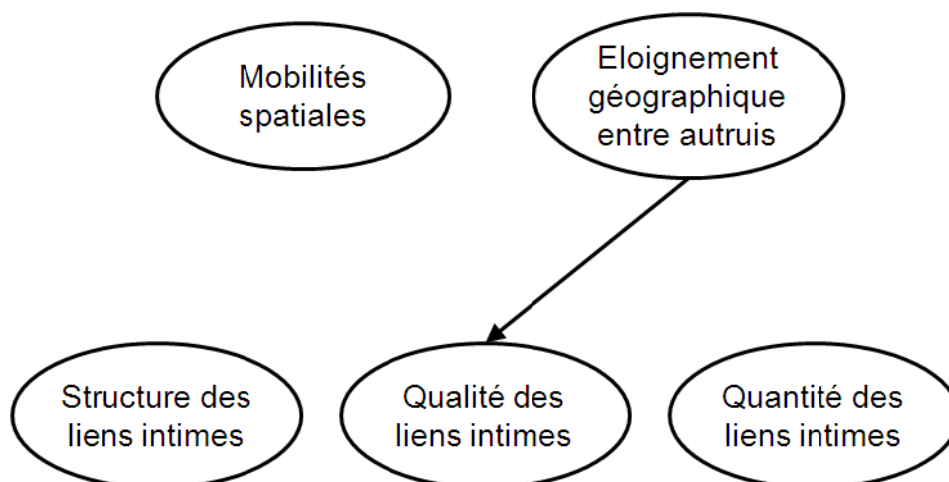 Mobilités
spatiales
Eloignement
géographique
entre autruis
Structure des
liens intimes
Qualité des
liens intimes
Quantité des
liens intimes